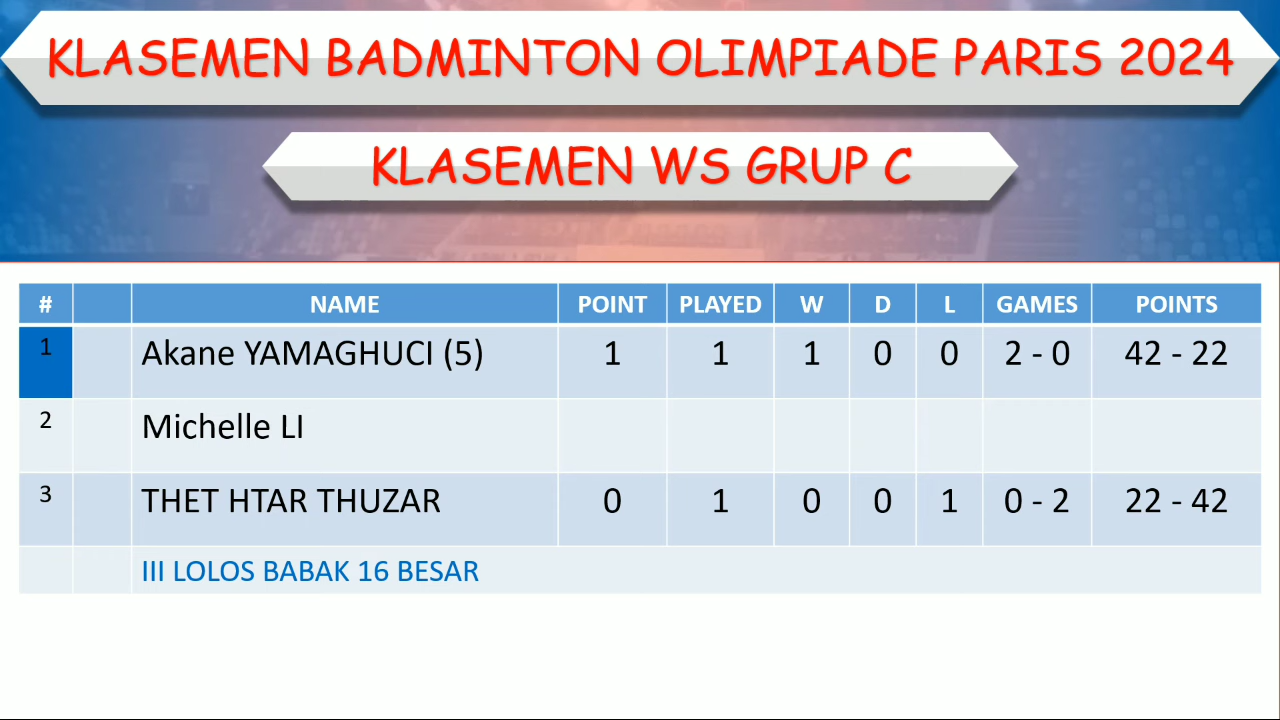 KLASEMEN BADMINTON OLIMPIADE PARIS 2024
KLASEMEN WS GRUP C
# NAME POINT PLAYED W D L GAMES POINTS
1 Akane YAMAGHUCI (5) 1 1 1 0 0 2 - 0 42 - 22
2 Michelle LI
3 THET HTAR THUZAR 0 1 0 0 1 0 - 2 22 - 42
III LOLOS BABAK 16 BESAR